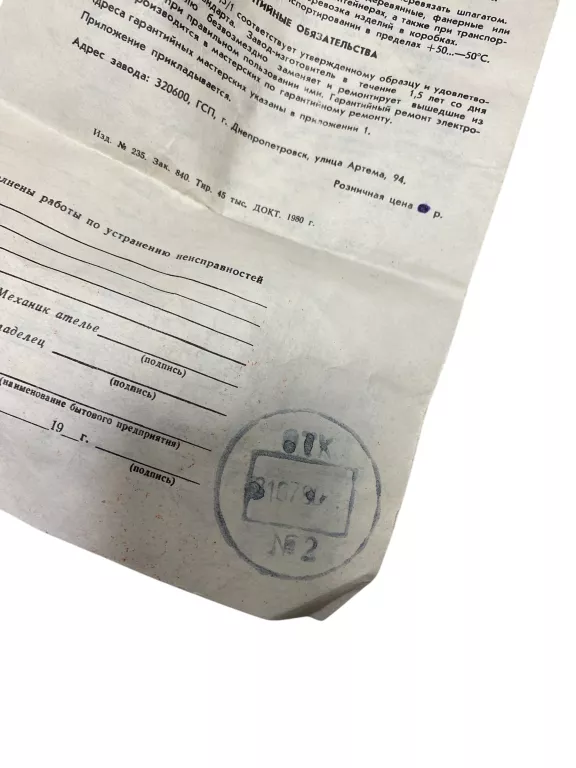 перевязать шпагатом.
деревянные, фанерные или
контейнерах, а также при транспор-
перевозка изделий в коробках.
транспортировании в пределах +50...—50°С.
ОБЯЗАТЕЛЬСТВА
/1 соответствует утвержденному образцу и удовлетво-
Завод-изготовитель в течение 1,5 лет со дня
безвозмездно заменяет и ремонтирует вышедшие из
при правильном пользовании ими. Гарантийный ремонт электро-
производится в мастерских по гарантийному ремонту.
Адреса гарантийных мастерских указаны в приложении 1.
Приложение прикладывается.
Адрес завода: 320600, ГСП, г. Днепропетровск, улица Артема, 94.
Розничная цена р.
Изд. № 235. Зак. 840. Тир. 45 тыс. ДОКТ. 1980 г.
работы по устранению неисправностей
Механик ателье
(подпись)
(подпись)
(наименование бытового предприятия)
19 г.
(подпись)
ОТК
№ 2